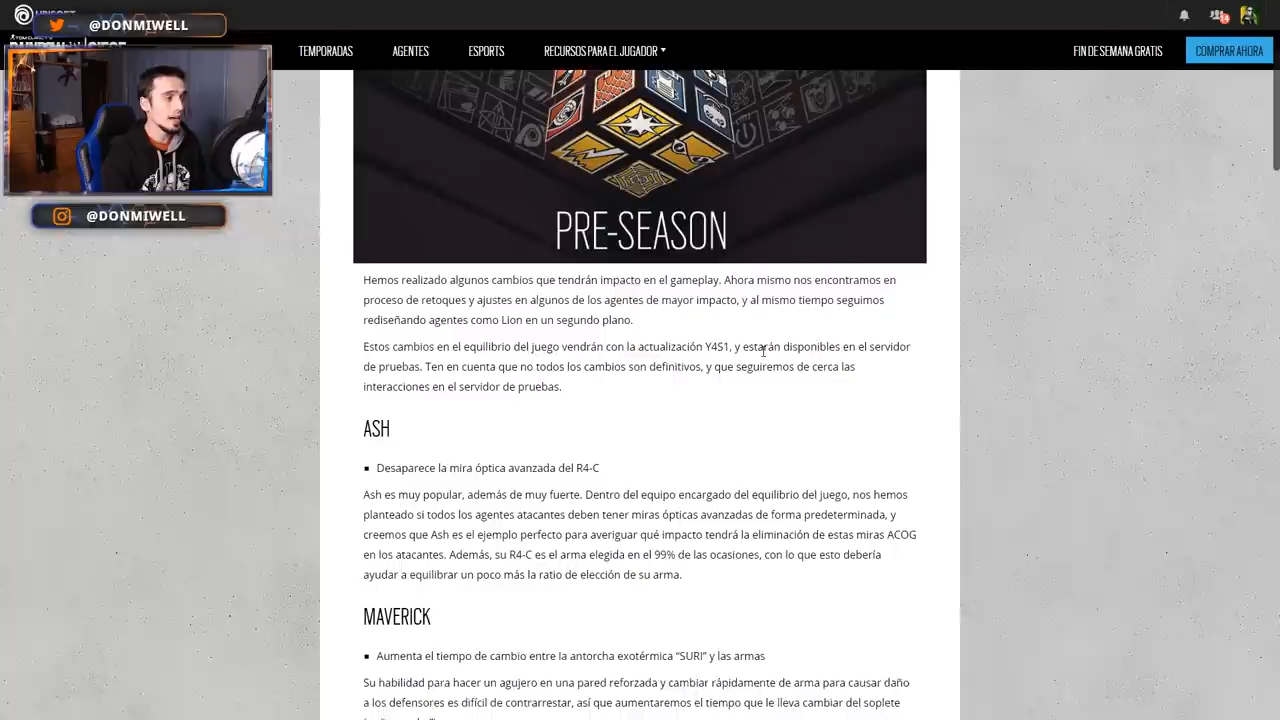 @DONMIWELL
TEMPORADAS
AGENTES
ESPORTS
RECURSOS PARA EL JUGADOR
FIN DE SEMANA GRATIS
COMPRAR AHORA
14
@DONMIWELL
PRE-SEASON
Hemos realizado algunos cambios que tendrán impacto en el gameplay. Ahora mismo nos encontramos en
proceso de retoques y ajustes en algunos de los agentes de mayor impacto, y al mismo tiempo seguimos
rediseñando agentes como Lion en un segundo plano.
Estos cambios en el equilibrio del juego vendrán con la actualización Y4S1, y estarán disponibles en el servidor
de pruebas. Ten en cuenta que no todos los cambios son definitivos, y que seguiremos de cerca las
interacciones en el servidor de pruebas.
ASH
Desaparece la mira óptica avanzada del R4-C
Ash es muy popular, además de muy fuerte. Dentro del equipo encargado del equilibrio del juego, nos hemos
planteado si todos los agentes atacantes deben tener miras ópticas avanzadas de forma predeterminada, y
creemos que Ash es el ejemplo perfecto para averiguar qué impacto tendrá la eliminación de estas miras ACOG
en los atacantes. Además, su R4-C es el arma elegida en el 99% de las ocasiones, con lo que esto debería
ayudar a equilibrar un poco más la ratio de elección de su arma.
MAVERICK
Aumenta el tiempo de cambio entre la antorcha exotérmica “SURI” y las armas
Su habilidad para hacer un agujero en una pared reforzada y cambiar rápidamente de arma para causar daño
a los defensores es difícil de contrarrestar, así que aumentaremos el tiempo que le lleva cambiar del soplete